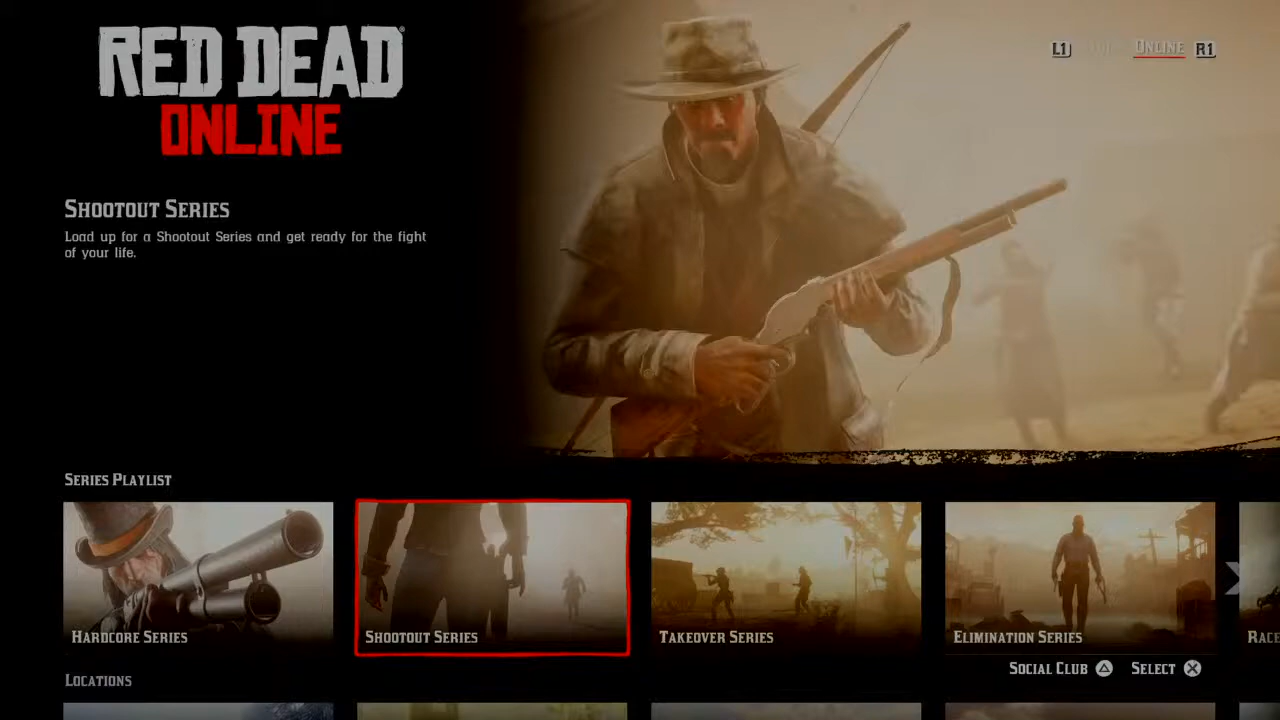 RED DEAD
ONLINE
L1 ONLINE R1
SHOOTOUT SERIES
Load up for a Shootout Series and get ready for the fight
of your life.
SERIES PLAYLIST
HARDCORE SERIES
SHOOTOUT SERIES
TAKEOVER SERIES
ELIMINATION SERIES
RACE
SOCIAL CLUB SELECT
LOCATIONS